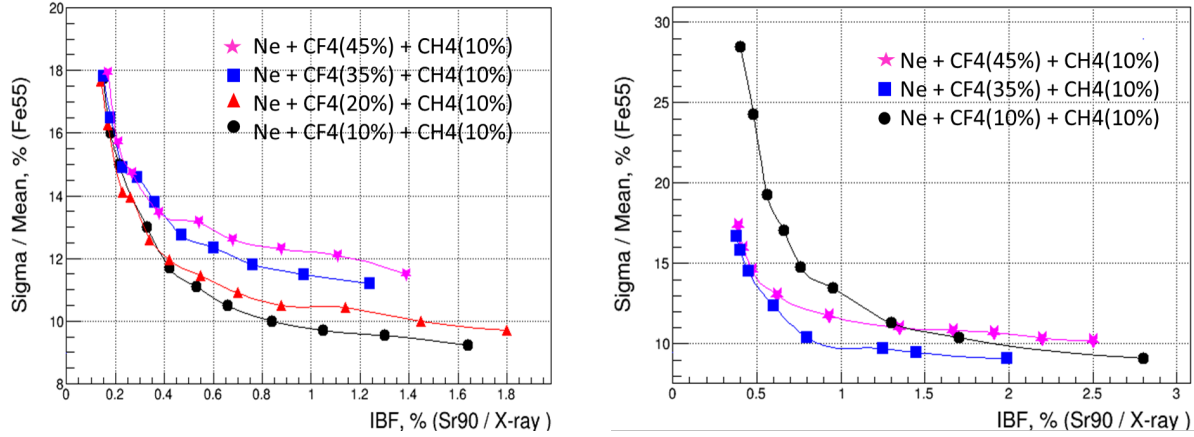 Sigma / Mean, % (Fe55)
20
18
16
14
12
10
8
Ne + CF4(45%) + CH4(10%)
Ne + CF4(35%) + CH4(10%)
Ne + CF4(20%) + CH4(10%)
Ne + CF4(10%) + CH4(10%)
0 0.2 0.4 0.6 0.8 1 1.2 1.4 1.6 1.8
IBF, % (Sr90 / X-ray )
Sigma / Mean, % (Fe55)
30
25
20
15
10
Ne + CF4(45%) + CH4(10%)
Ne + CF4(35%) + CH4(10%)
Ne + CF4(10%) + CH4(10%)
0 0.5 1 1.5 2 2.5 3
IBF, % (Sr90 / X-ray )